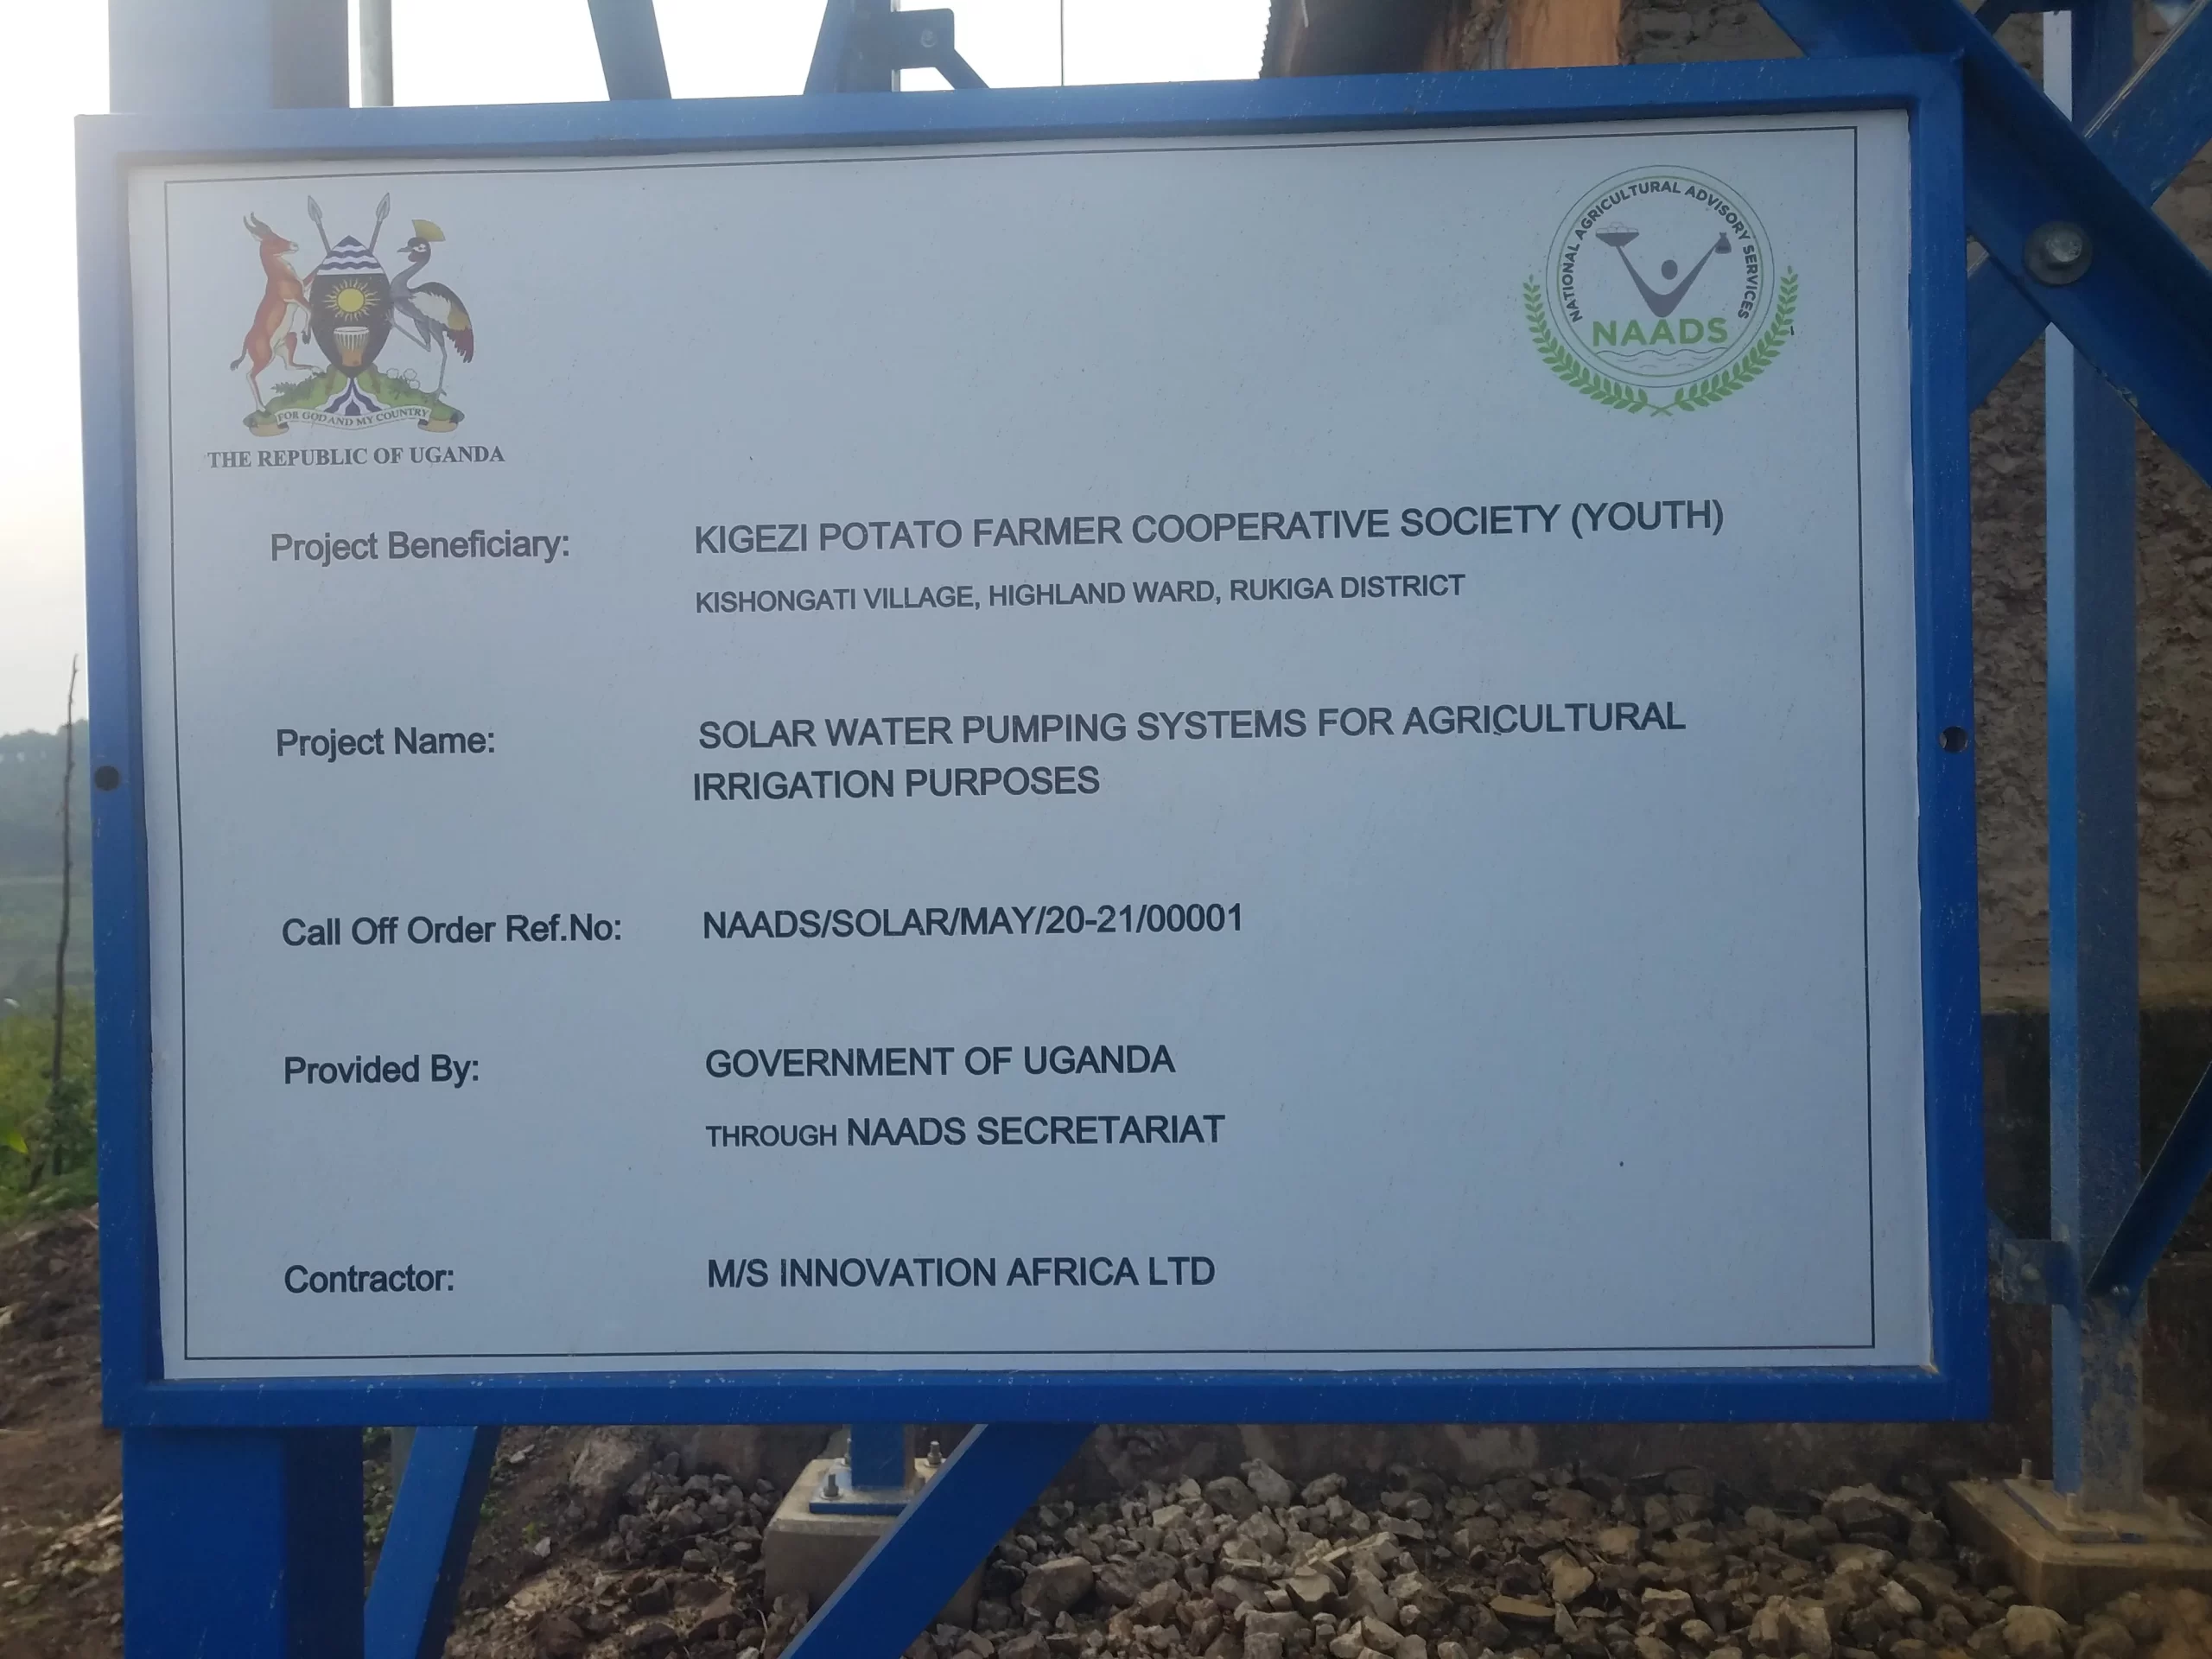 FOR GOD AND MY COUNTRY
THE REPUBLIC OF UGANDA
NATIONAL AGRICULTURAL ADVISORY SERVICES
NAADS
Project Beneficiary: KIGEZI POTATO FARMER COOPERATIVE SOCIETY (YOUTH)
KISHONGATI VILLAGE, HIGHLAND WARD, RUKIGA DISTRICT
Project Name: SOLAR WATER PUMPING SYSTEMS FOR AGRICULTURAL
IRRIGATION PURPOSES
Call Off Order Ref.No: NAADS/SOLAR/MAY/20-21/00001
Provided By: GOVERNMENT OF UGANDA
THROUGH NAADS SECRETARIAT
Contractor: M/S INNOVATION AFRICA LTD